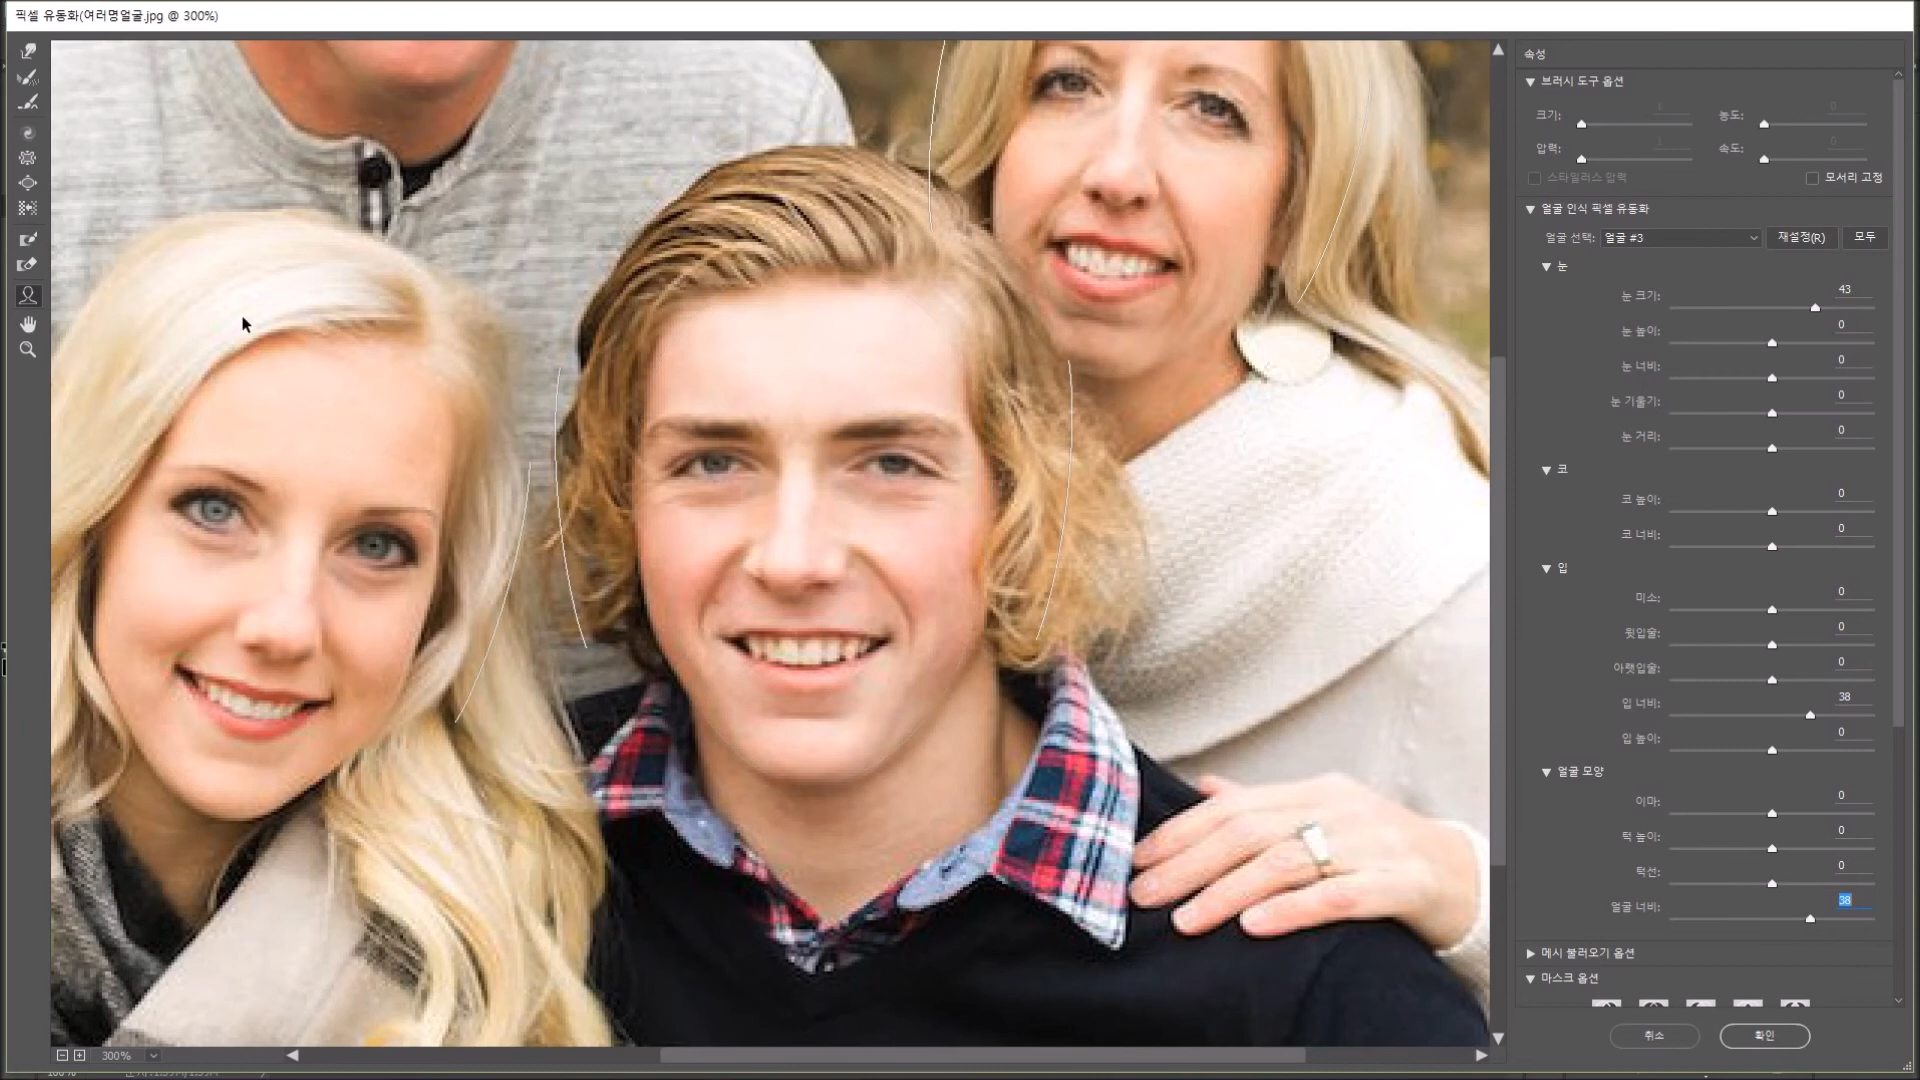 픽셀 유동화(여러명얼굴.jpg @ 300%)
속성
브러시 도구 옵션
크기: 1 농도: 0
압력: 1 속도: 0
스타일러스 압력 모서리 고정
얼굴 인식 픽셀 유동화
얼굴 선택: 얼굴 #3 재설정(R) 모두
눈
눈 크기: 43
눈 높이: 0
눈 너비: 0
눈 기울기: 0
눈 거리: 0
코
코 높이: 0
코 너비: 0
입
미소: 0
윗입술: 0
아랫입술: 0
입 너비: 38
입 높이: 0
얼굴 모양
이마: 0
턱 높이: 0
턱선: 0
얼굴 너비: 38
메시 불러오기 옵션
마스크 옵션
취소 확인
300%